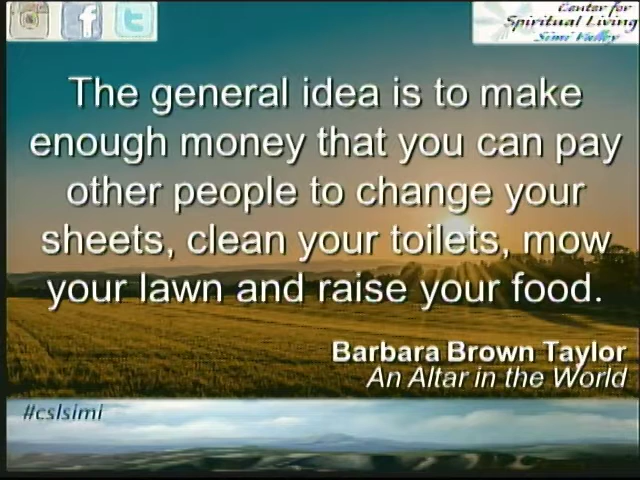 Center for
Spiritual Living
Simi Valley
The general idea is to make
enough money that you can pay
other people to change your
sheets, clean your toilets, mow
your lawn and raise your food.
Barbara Brown Taylor
An Altar in the World
#cslsimi